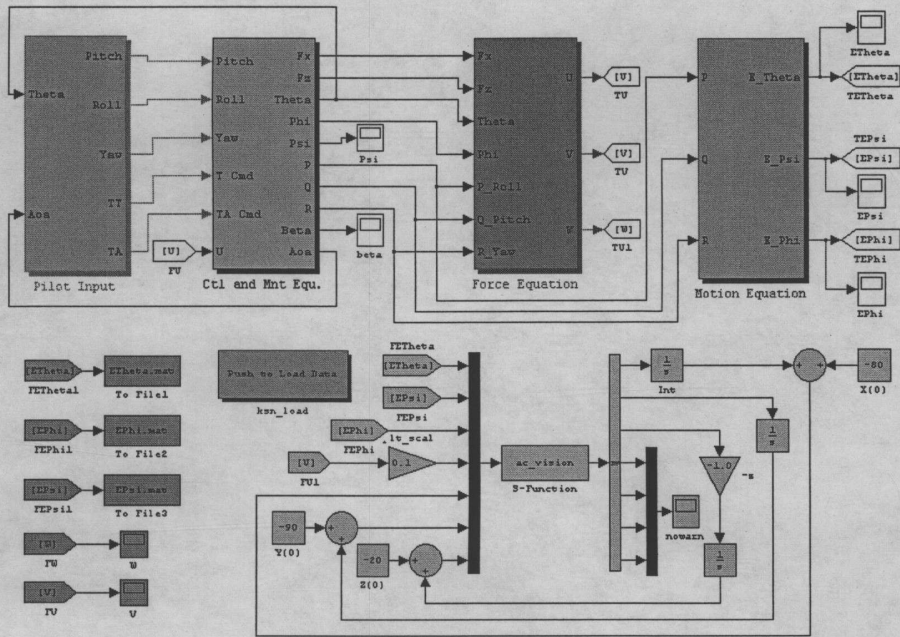 Pitch
Roll
Yaw
TT
TA
Theta
Aoa
Pilot Input
Pitch
Roll
Yaw
T Cmd
TA Cmd
U
Fx
Fz
Theta
Phi
Psi
P
Q
R
Beta
Aoa
Ctl and Mnt Equ.
[U]
FU
Psi
beta
Fx
Fz
Theta
Phi
P_Roll
Q_Pitch
R_Yaw
U
V
W
Force Equation
[U]
TU
[V]
TV
[W]
TU1
P
Q
R
E_Theta
E_Psi
E_Phi
Motion Equation
ETheta
[ETheta]
TETheta
TEPsi
[EPsi]
EPsi
[EPhi]
TEPhi
EPhi
[ETheta]
FETheta1
ETheta.mat
To File1
[EPhi]
FEPhi1
EPhi.mat
To File2
[EPsi]
FEPsi1
EPsi.mat
To File3
[W]
FW
W
[V]
FV
V
Push to Load Data
ksn_load
FETheta
[ETheta]
[EPsi]
FEPsi
[EPhi]
FEPhi
lt_scal
[U]
FU1
0.1
-90
Y(0)
-20
Z(0)
ac_vision
S-Function
1
s
Int
-80
X(0)
1
s
-1.0
-z
nowarn
1
s